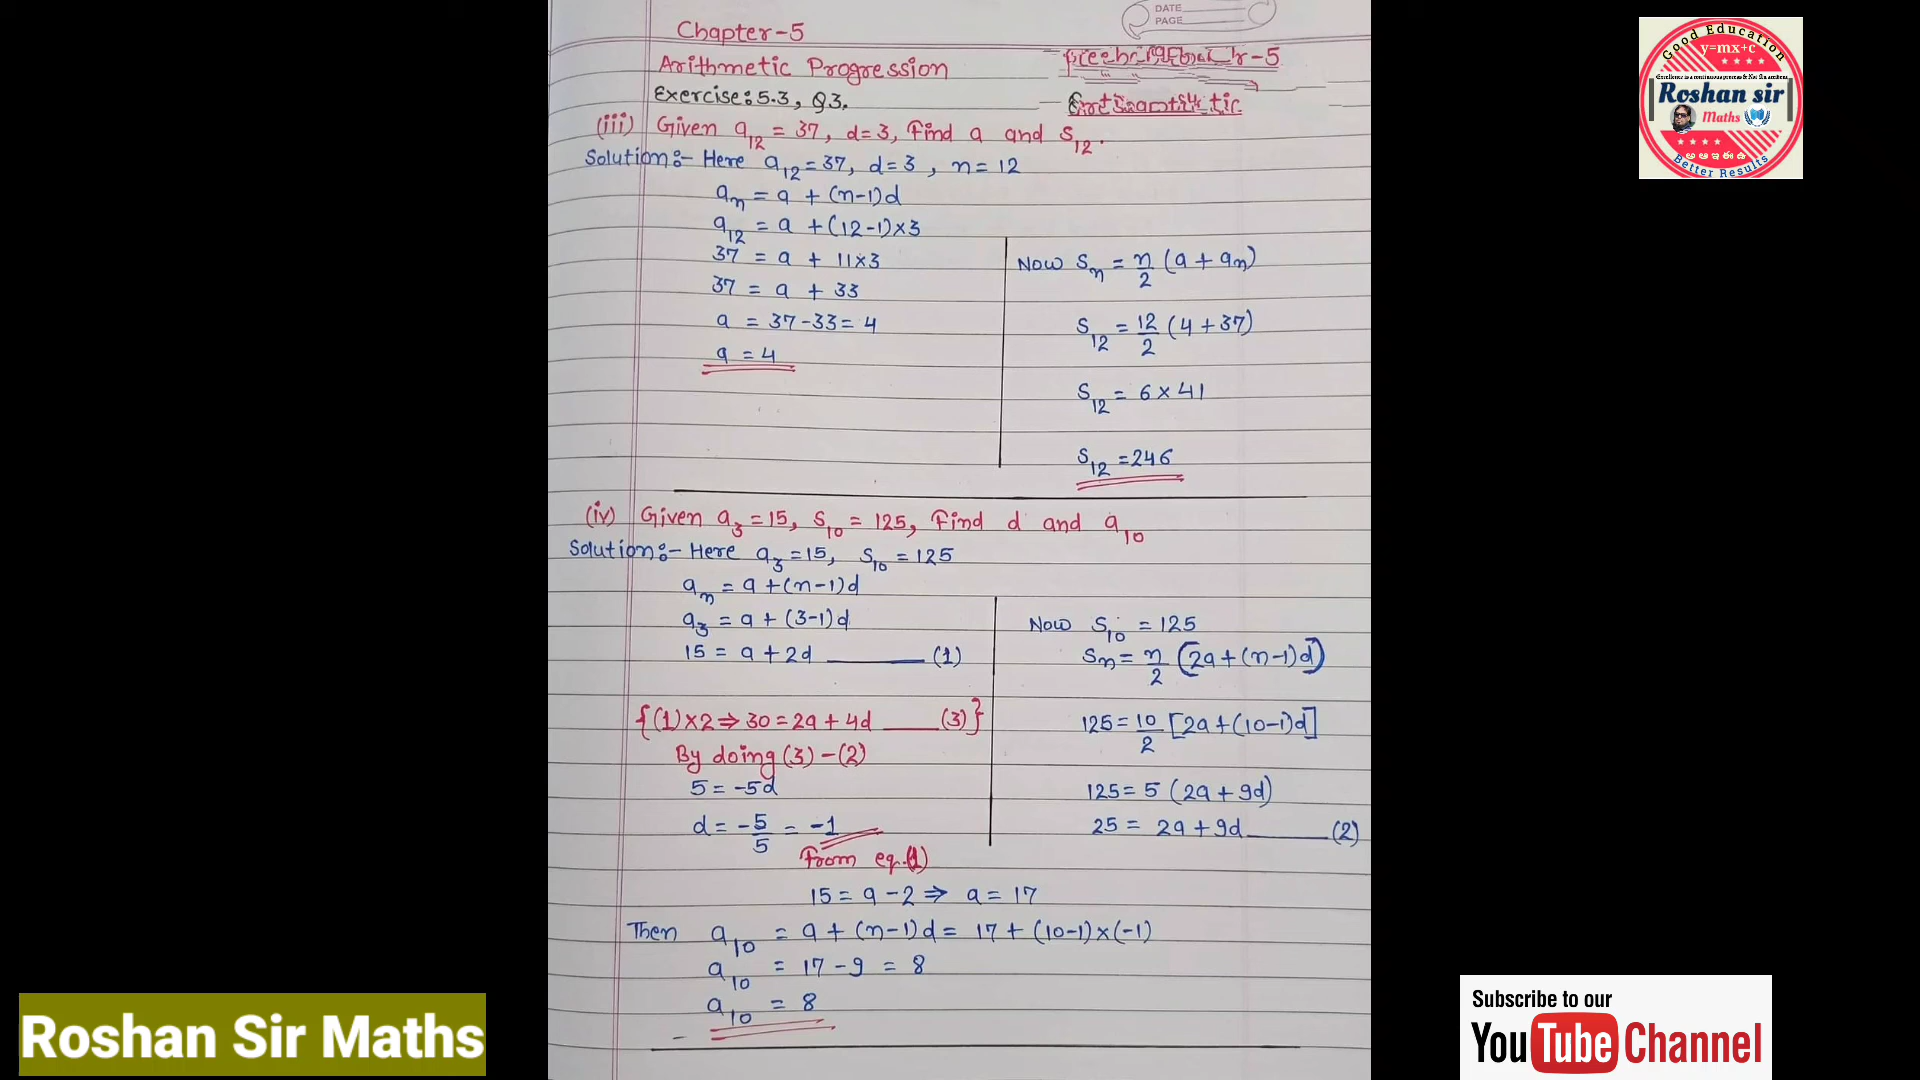 DATE
PAGE
Chapter-5
Arithmetic Progression
Exercise:5.3, Q3.
(iii) Given a12 = 37, d=3, Find a and S12.
Solution:- Here a12=37, d=3, n=12
an = a + (n-1)d
a12 = a + (12-1)×3
37 = a + 11×3
37 = a + 33
a = 37-33= 4
a = 4
Now Sn = n/2 (a + an)
S12 = 12/2 (4+37)
S12 = 6×41
S12 =246
(iv) Given a3=15, S10 = 125, Find d and a10
Solution:- Here a3=15, S10 =125
an = a+(n-1)d
a3 = a+ (3-1)d
15 = a+2d ——— (1)
{(1)×2⇒30=2a+4d ——(3)}
By doing (3)-(2)
5 = -5d
d = -5/5 = -1
Now S10 = 125
Sn = n/2 (2a+(n-1)d)
125 = 10/2 [2a+(10-1)d]
125= 5 (2a+9d)
25 = 2a+9d ———(2)
From eq.(1)
15 = a-2 ⇒ a = 17
Then a10 = a + (n-1)d = 17 + (10-1)×(-1)
a10 = 17-9 = 8
a10 = 8
Good Education
y=mx+c
Roshan sir
Maths
Better Results
Roshan Sir Maths
Subscribe to our
YouTube Channel